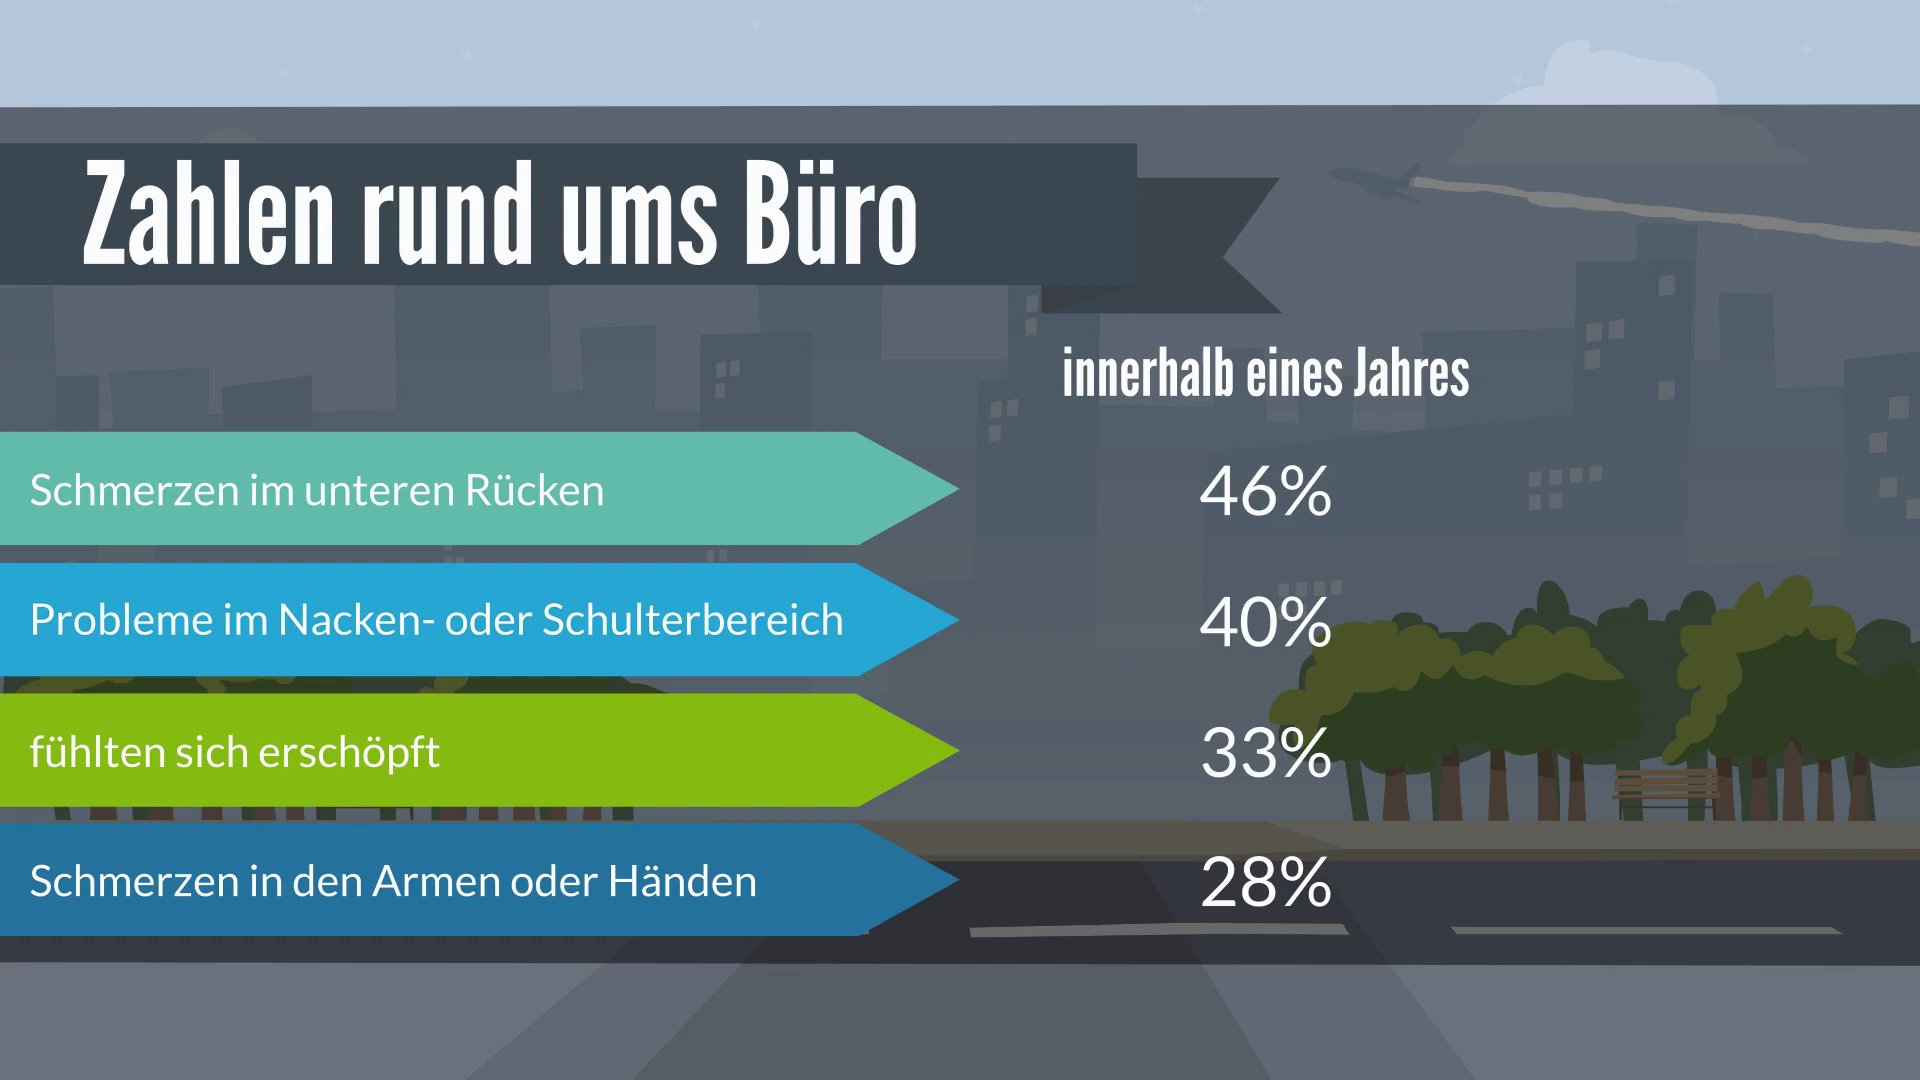 Zahlen rund ums Büro
innerhalb eines Jahres
Schmerzen im unteren Rücken 46%
Probleme im Nacken- oder Schulterbereich 40%
fühlten sich erschöpft 33%
Schmerzen in den Armen oder Händen 28%